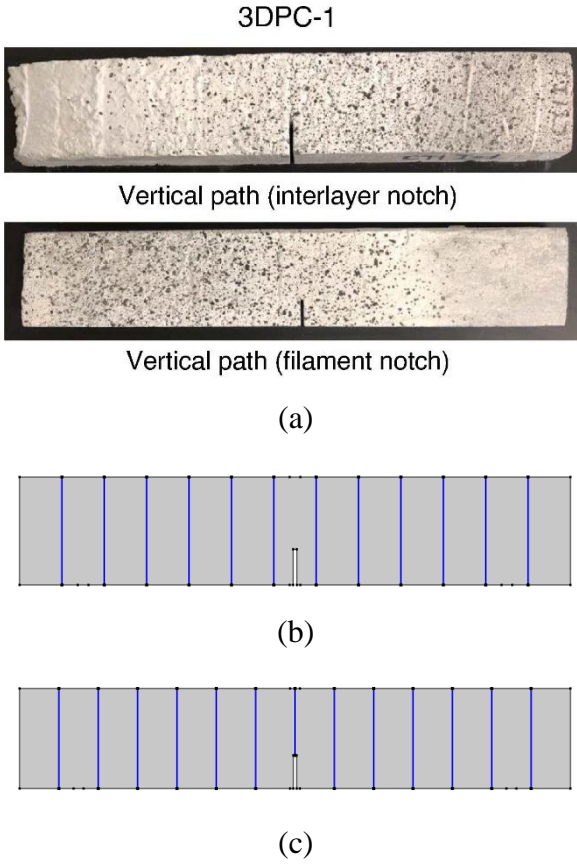 3DPC-1
Vertical path (interlayer notch)
Vertical path (filament notch)
(a)
(b)
(c)